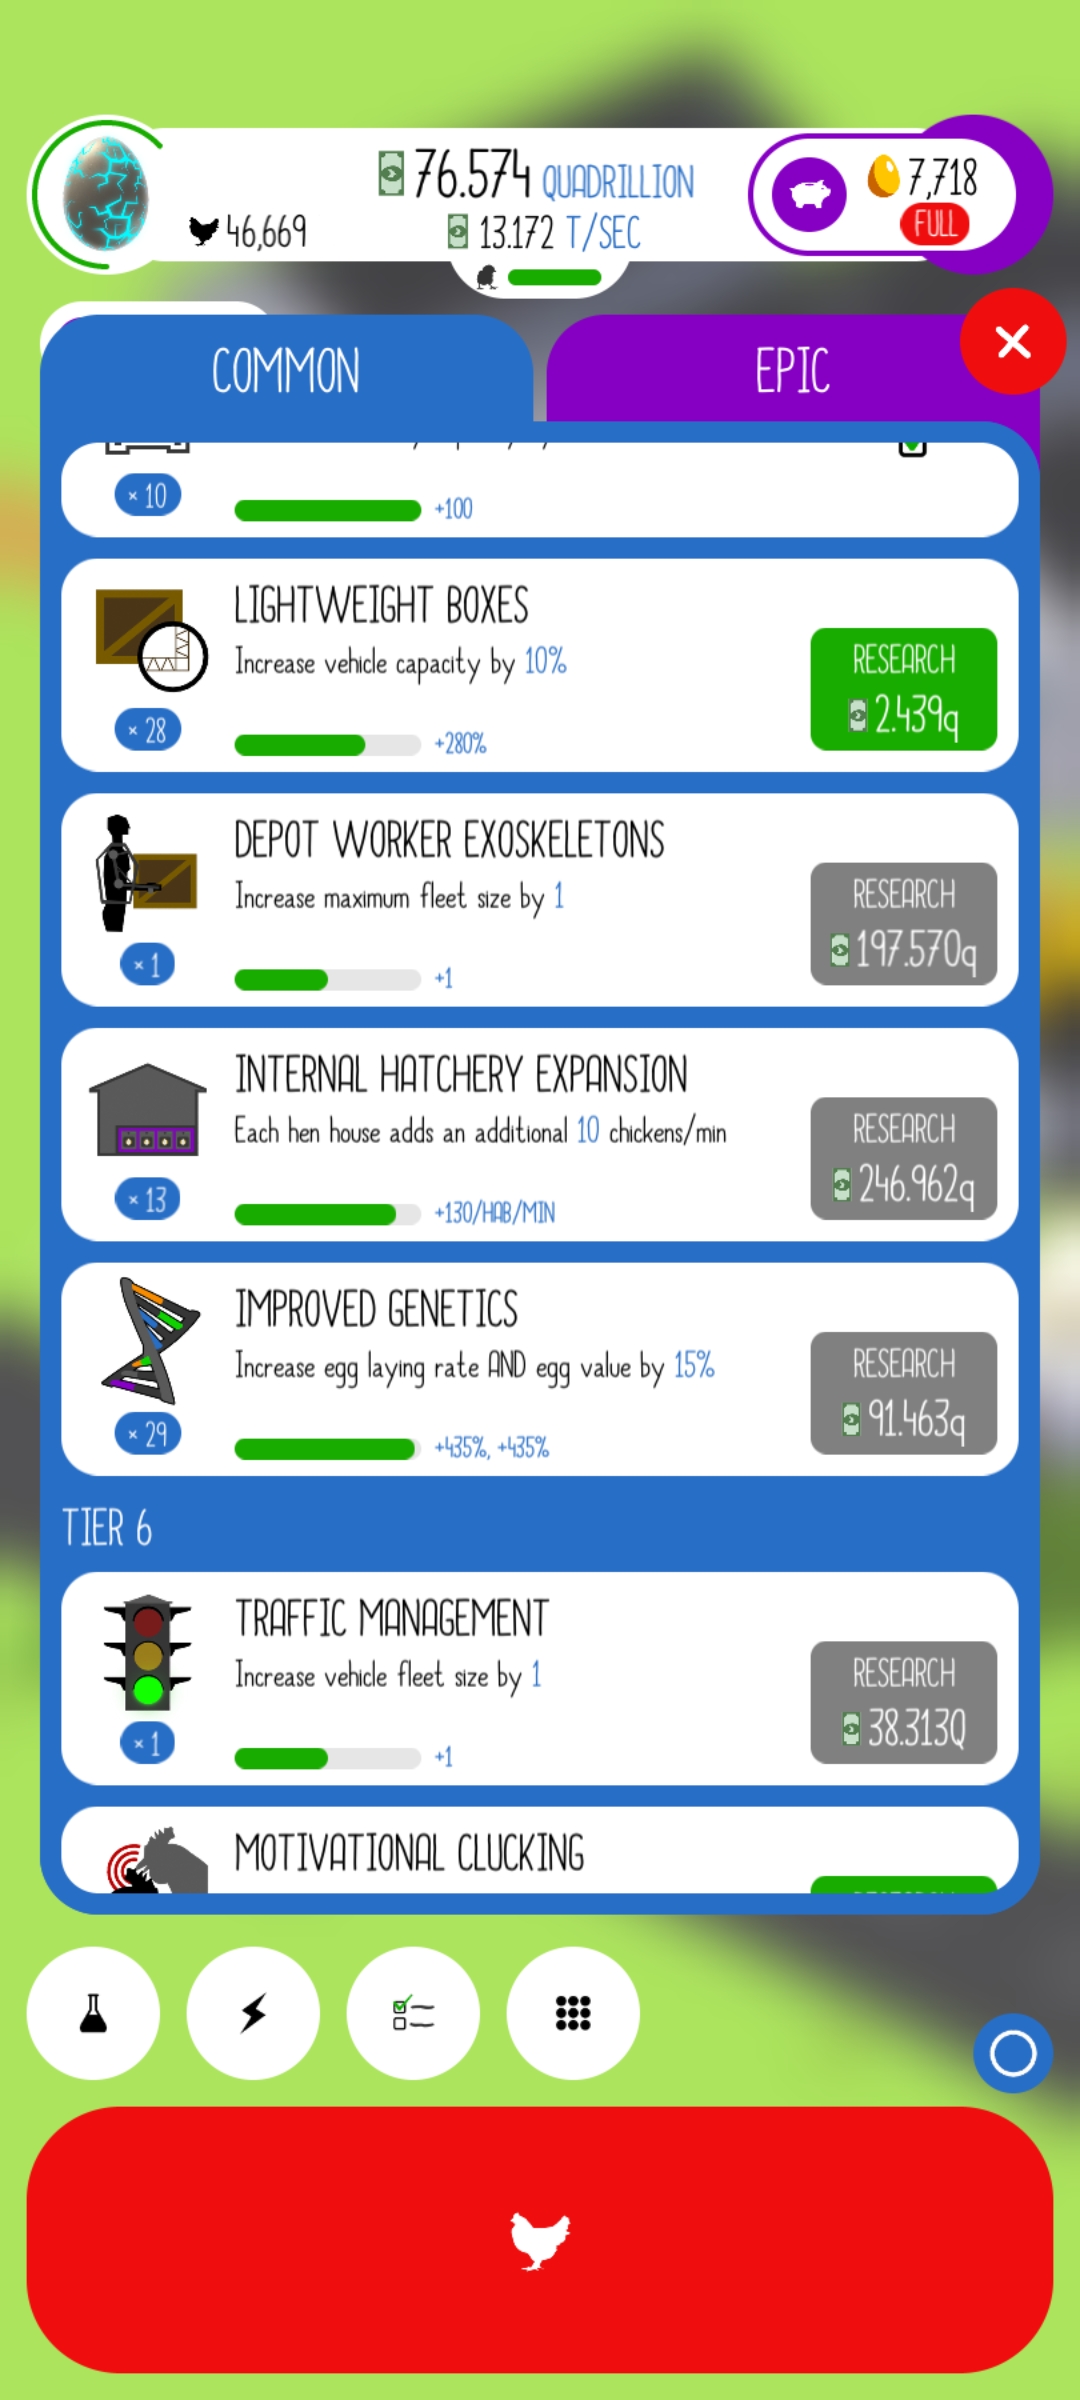 76.574 QUADRILLION
46,669
13.172 T/SEC
7,718
FULL
COMMON
EPIC
× 10
+100
LIGHTWEIGHT BOXES
Increase vehicle capacity by 10%
RESEARCH
2.439q
× 28
+280%
DEPOT WORKER EXOSKELETONS
Increase maximum fleet size by 1
RESEARCH
197.570q
× 1
+1
INTERNAL HATCHERY EXPANSION
Each hen house adds an additional 10 chickens/min
RESEARCH
246.962q
× 13
+130/HAB/MIN
IMPROVED GENETICS
Increase egg laying rate AND egg value by 15%
RESEARCH
91.463q
× 29
+435%, +435%
TIER 6
TRAFFIC MANAGEMENT
Increase vehicle fleet size by 1
RESEARCH
38.313Q
× 1
+1
MOTIVATIONAL CLUCKING